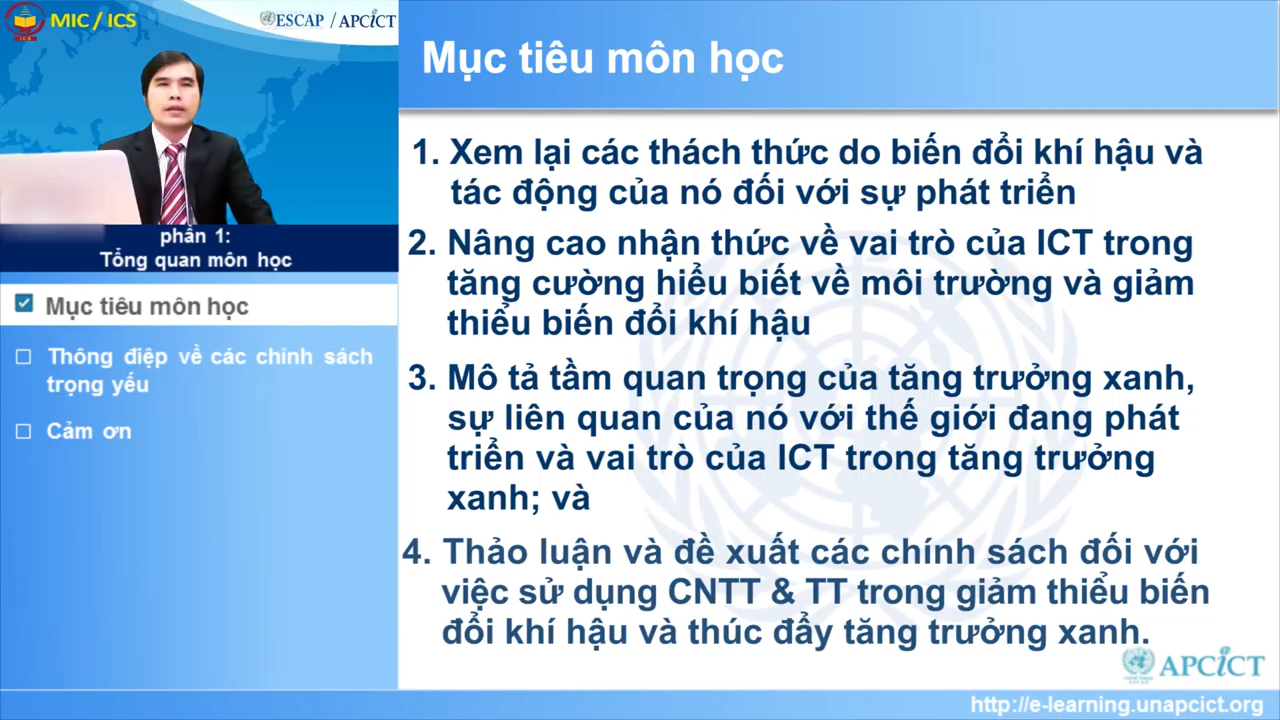 MIC / ICS
ESCAP / APCICT
phần 1:
Tổng quan môn học
Mục tiêu môn học
Thông điệp về các chính sách
trọng yếu
Cảm ơn
Mục tiêu môn học
1. Xem lại các thách thức do biến đổi khí hậu và
tác động của nó đối với sự phát triển
2. Nâng cao nhận thức về vai trò của ICT trong
tăng cường hiểu biết về môi trường và giảm
thiểu biến đổi khí hậu
3. Mô tả tầm quan trọng của tăng trưởng xanh,
sự liên quan của nó với thế giới đang phát
triển và vai trò của ICT trong tăng trưởng
xanh; và
4. Thảo luận và đề xuất các chính sách đối với
việc sử dụng CNTT & TT trong giảm thiểu biến
đổi khí hậu và thúc đẩy tăng trưởng xanh.
APCICT
http://e-learning.unapcict.org